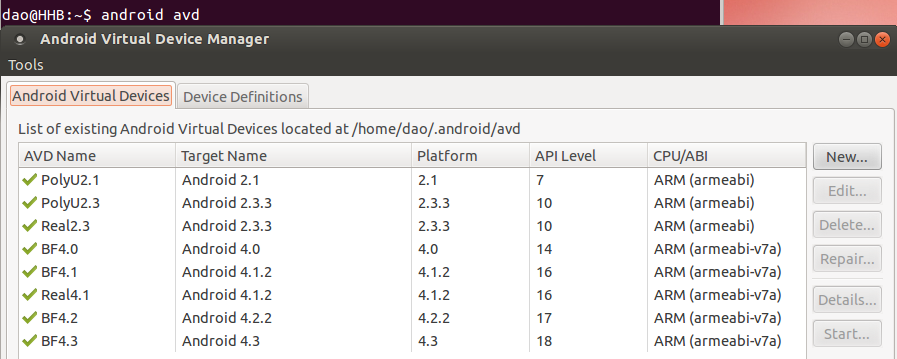 dao@HHB:~$ android avd
Android Virtual Device Manager
Tools
Android Virtual Devices Device Definitions
List of existing Android Virtual Devices located at /home/dao/.android/avd
AVD Name Target Name Platform API Level CPU/ABI New...
PolyU2.1 Android 2.1 2.1 7 ARM (armeabi)
Edit...
PolyU2.3 Android 2.3.3 2.3.3 10 ARM (armeabi)
Real2.3 Android 2.3.3 2.3.3 10 ARM (armeabi) Delete...
BF4.0 Android 4.0 4.0 14 ARM (armeabi-v7a)
Repair...
BF4.1 Android 4.1.2 4.1.2 16 ARM (armeabi-v7a)
Real4.1 Android 4.1.2 4.1.2 16 ARM (armeabi-v7a) Details...
BF4.2 Android 4.2.2 4.2.2 17 ARM (armeabi-v7a)
Start...
BF4.3 Android 4.3 4.3 18 ARM (armeabi-v7a)